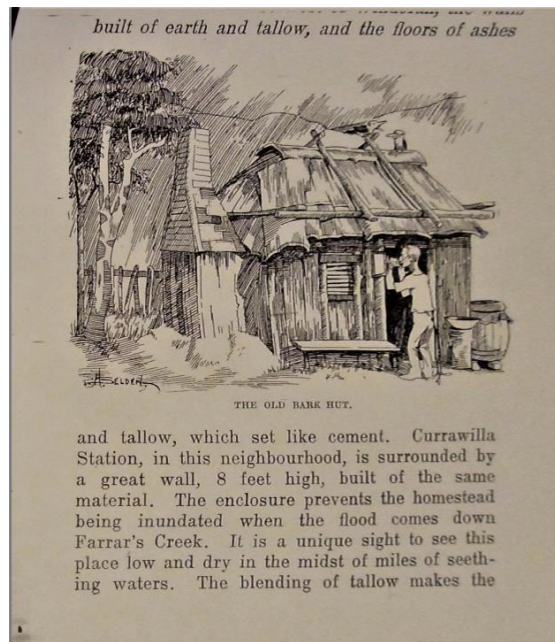 built of earth and tallow, and the floors of ashes
A. SELDEN
THE OLD BARK HUT.
and tallow, which set like cement. Currawilla
Station, in this neighbourhood, is surrounded by
a great wall, 8 feet high, built of the same
material. The enclosure prevents the homestead
being inundated when the flood comes down
Farrar's Creek. It is a unique sight to see this
place low and dry in the midst of miles of seeth-
ing waters. The blending of tallow makes the